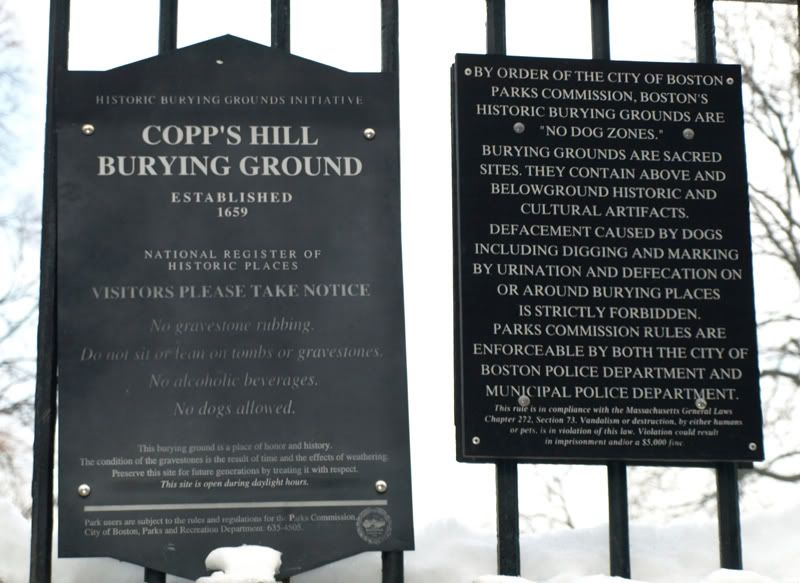 HISTORIC BURYING GROUNDS INITIATIVE
COPP'S HILL
BURYING GROUND
ESTABLISHED
1659
NATIONAL REGISTER OF
HISTORIC PLACES
VISITORS PLEASE TAKE NOTICE
No gravestone rubbing.
Do not sit or lean on tombs or gravestones.
No alcoholic beverages.
No dogs allowed.
This burying ground is a place of honor and history.
The condition of the gravestones is the result of time and the effects of weathering.
Preserve this site for future generations by treating it with respect.
This site is open during daylight hours.
Park users are subject to the rules and regulations for the Parks Commission,
City of Boston, Parks and Recreation Department. 635-4505.
BY ORDER OF THE CITY OF BOSTON
PARKS COMMISSION, BOSTON'S
HISTORIC BURYING GROUNDS ARE
"NO DOG ZONES."
BURYING GROUNDS ARE SACRED
SITES. THEY CONTAIN ABOVE AND
BELOWGROUND HISTORIC AND
CULTURAL ARTIFACTS.
DEFACEMENT CAUSED BY DOGS
INCLUDING DIGGING AND MARKING
BY URINATION AND DEFECATION ON
OR AROUND BURYING PLACES
IS STRICTLY FORBIDDEN.
PARKS COMMISSION RULES ARE
ENFORCEABLE BY BOTH THE CITY OF
BOSTON POLICE DEPARTMENT AND
MUNICIPAL POLICE DEPARTMENT.
This rule is in compliance with the Massachusetts General Laws
Chapter 272, Section 73. Vandalism or destruction, by either humans
or pets, is in violation of this law. Violation could result
in imprisonment and/or a $5,000 fine.